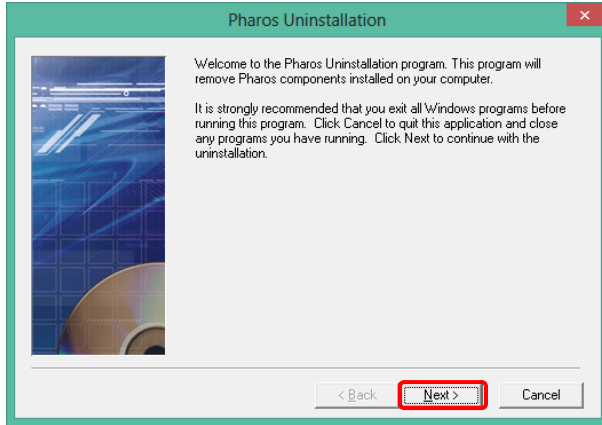 Pharos Uninstallation
Welcome to the Pharos Uninstallation program. This program will
remove Pharos components installed on your computer.
It is strongly recommended that you exit all Windows programs before
running this program. Click Cancel to quit this application and close
any programs you have running. Click Next to continue with the
uninstallation.
< Back
Next >
Cancel